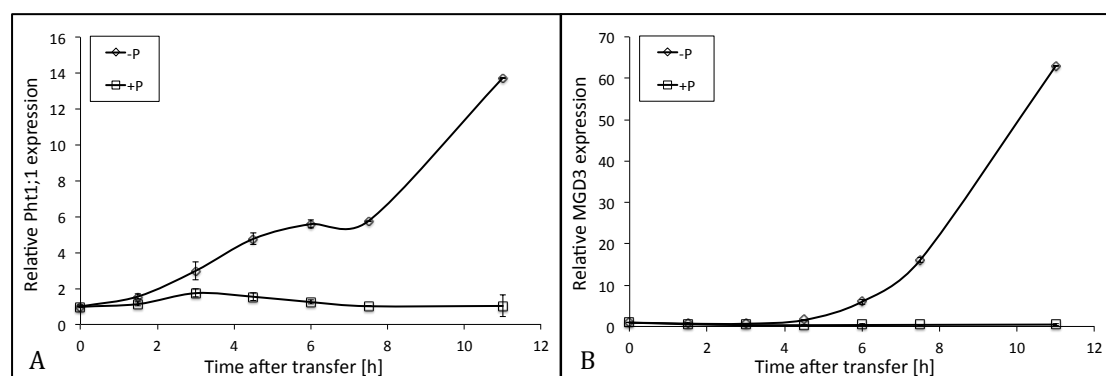 16
14
12
10
8
6
4
2
0
Relative Pht1;1 expression
-P
+P
0 2 4 6 8 10 12
Time after transfer [h]
A
70
60
50
40
30
20
10
0
Relative MGD3 expression
-P
+P
0 2 4 6 8 10 12
Time after transfer [h]
B